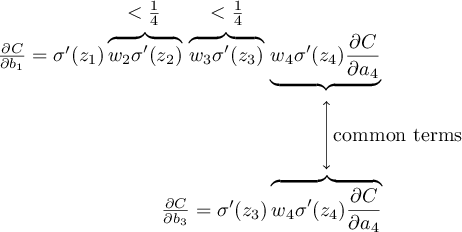 < 1/4 < 1/4
∂C/∂b₁ = σ′(z₁) w₂σ′(z₂) w₃σ′(z₃) w₄σ′(z₄) ∂C/∂a₄
common terms
∂C/∂b₃ = σ′(z₃) w₄σ′(z₄) ∂C/∂a₄